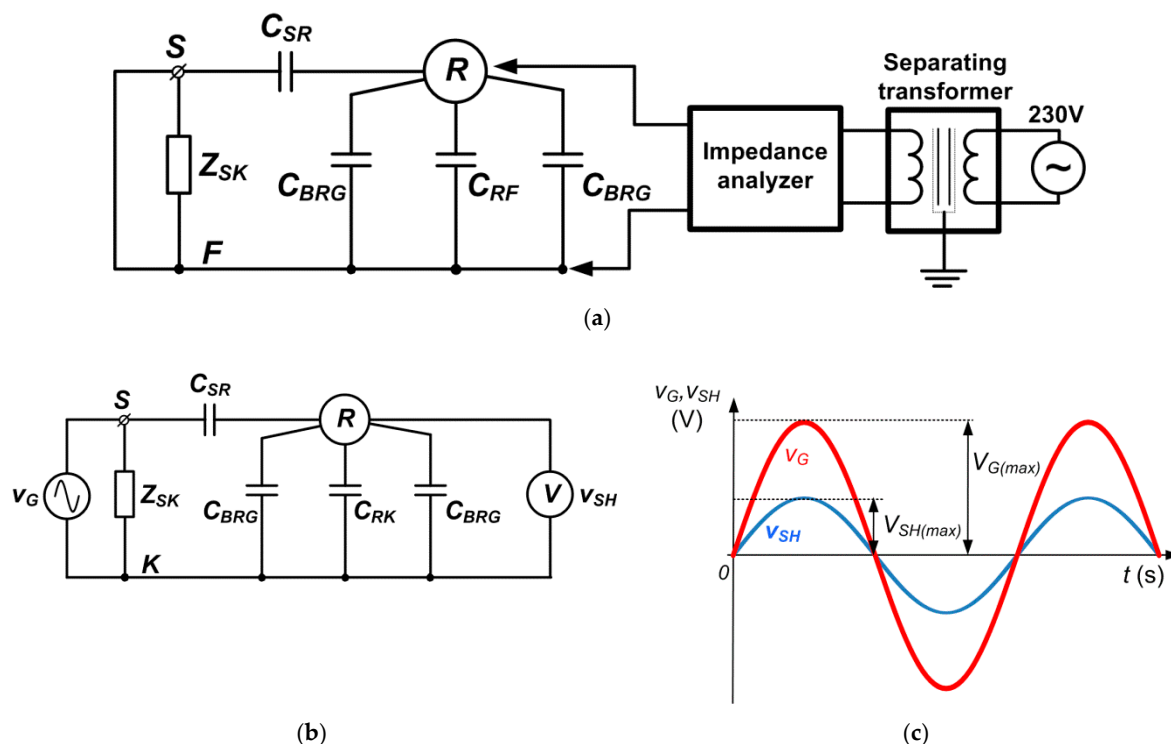 S
C_SR
R
Z_SK
C_BRG
C_RF
C_BRG
F
Impedance
analyzer
Separating
transformer
230V
~
(a)
S
C_SR
R
v_G
Z_SK
C_BRG
C_RK
C_BRG
V
v_SH
K
(b)
v_G,v_SH
(V)
v_G
V_G(max)
v_SH
V_SH(max)
0
t (s)
(c)